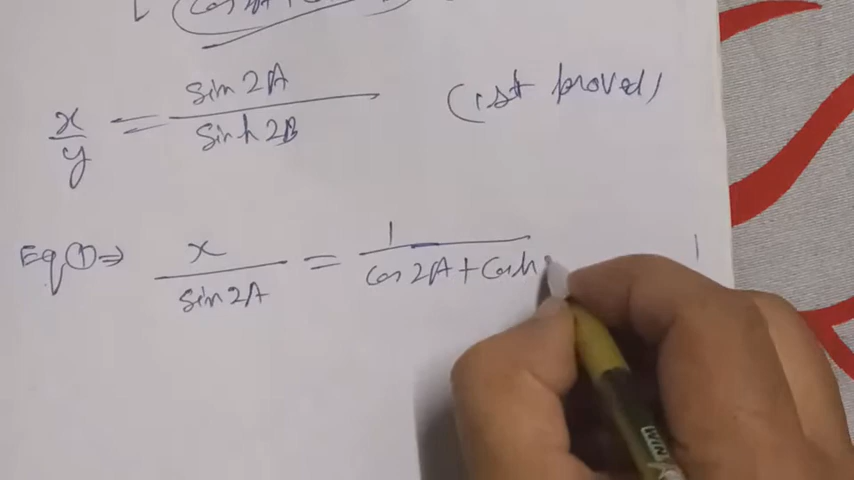 x/y = sin 2A / sinh 2B (1st proved)
Eq ① ⇒ x / sin 2A = 1 / cos 2A + cosh